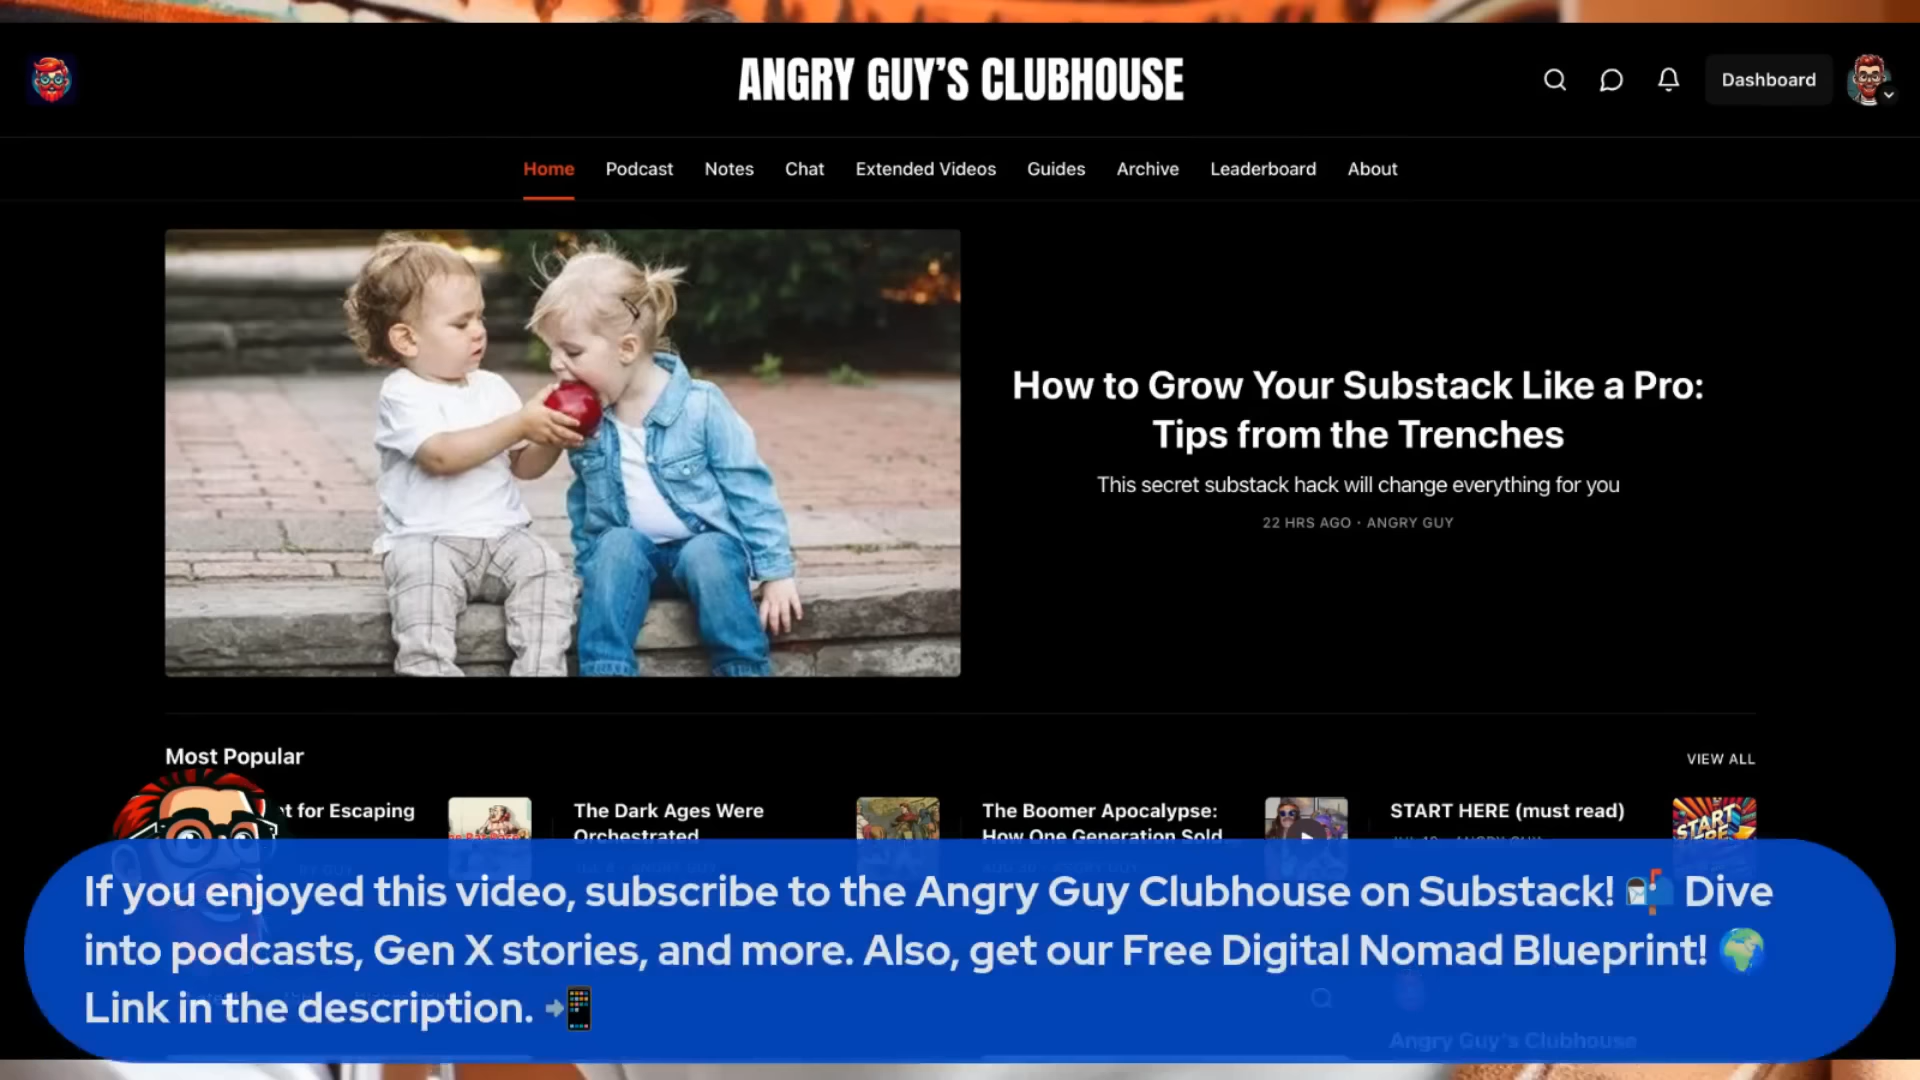 ANGRY GUY'S CLUBHOUSE
Dashboard
Home Podcast Notes Chat Extended Videos Guides Archive Leaderboard About
How to Grow Your Substack Like a Pro:
Tips from the Trenches
This secret substack hack will change everything for you
22 HRS AGO · ANGRY GUY
Most Popular
VIEW ALL
for Escaping
The Dark Ages Were
Orchestrated
The Boomer Apocalypse:
How One Generation Sold...
START HERE (must read)
START
If you enjoyed this video, subscribe to the Angry Guy Clubhouse on Substack! 📬 Dive
into podcasts, Gen X stories, and more. Also, get our Free Digital Nomad Blueprint! 🌍
Link in the description. 📲
Angry Guy's Clubhouse